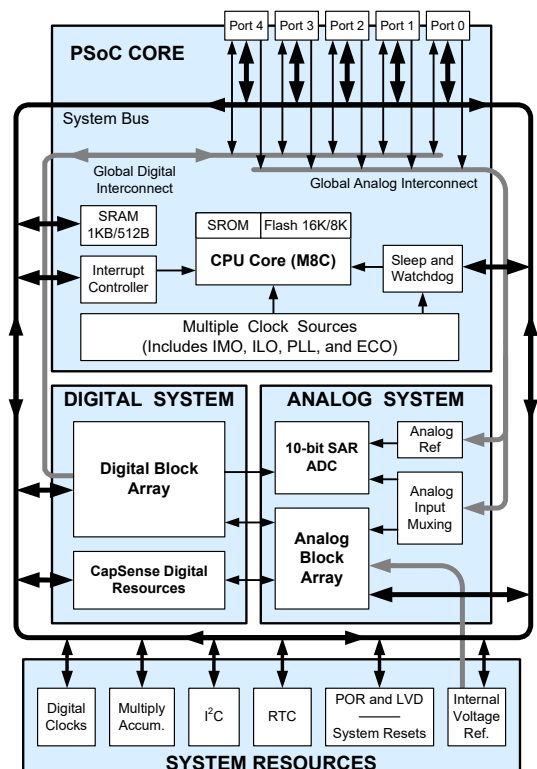 Port 4 Port 3 Port 2 Port 1 Port 0
PSoC CORE
System Bus
Global Digital
Interconnect
Global Analog Interconnect
SRAM
1KB/512B
SROM Flash 16K/8K
CPU Core (M8C)
Interrupt
Controller
Sleep and
Watchdog
Multiple Clock Sources
(Includes IMO, ILO, PLL, and ECO)
DIGITAL SYSTEM
ANALOG SYSTEM
Digital Block
Array
10-bit SAR
ADC
Analog
Ref
Analog
Input
Muxing
Analog
Block
Array
CapSense Digital
Resources
Digital
Clocks
Multiply
Accum.
I²C
RTC
POR and LVD
System Resets
Internal
Voltage
Ref.
SYSTEM RESOURCES